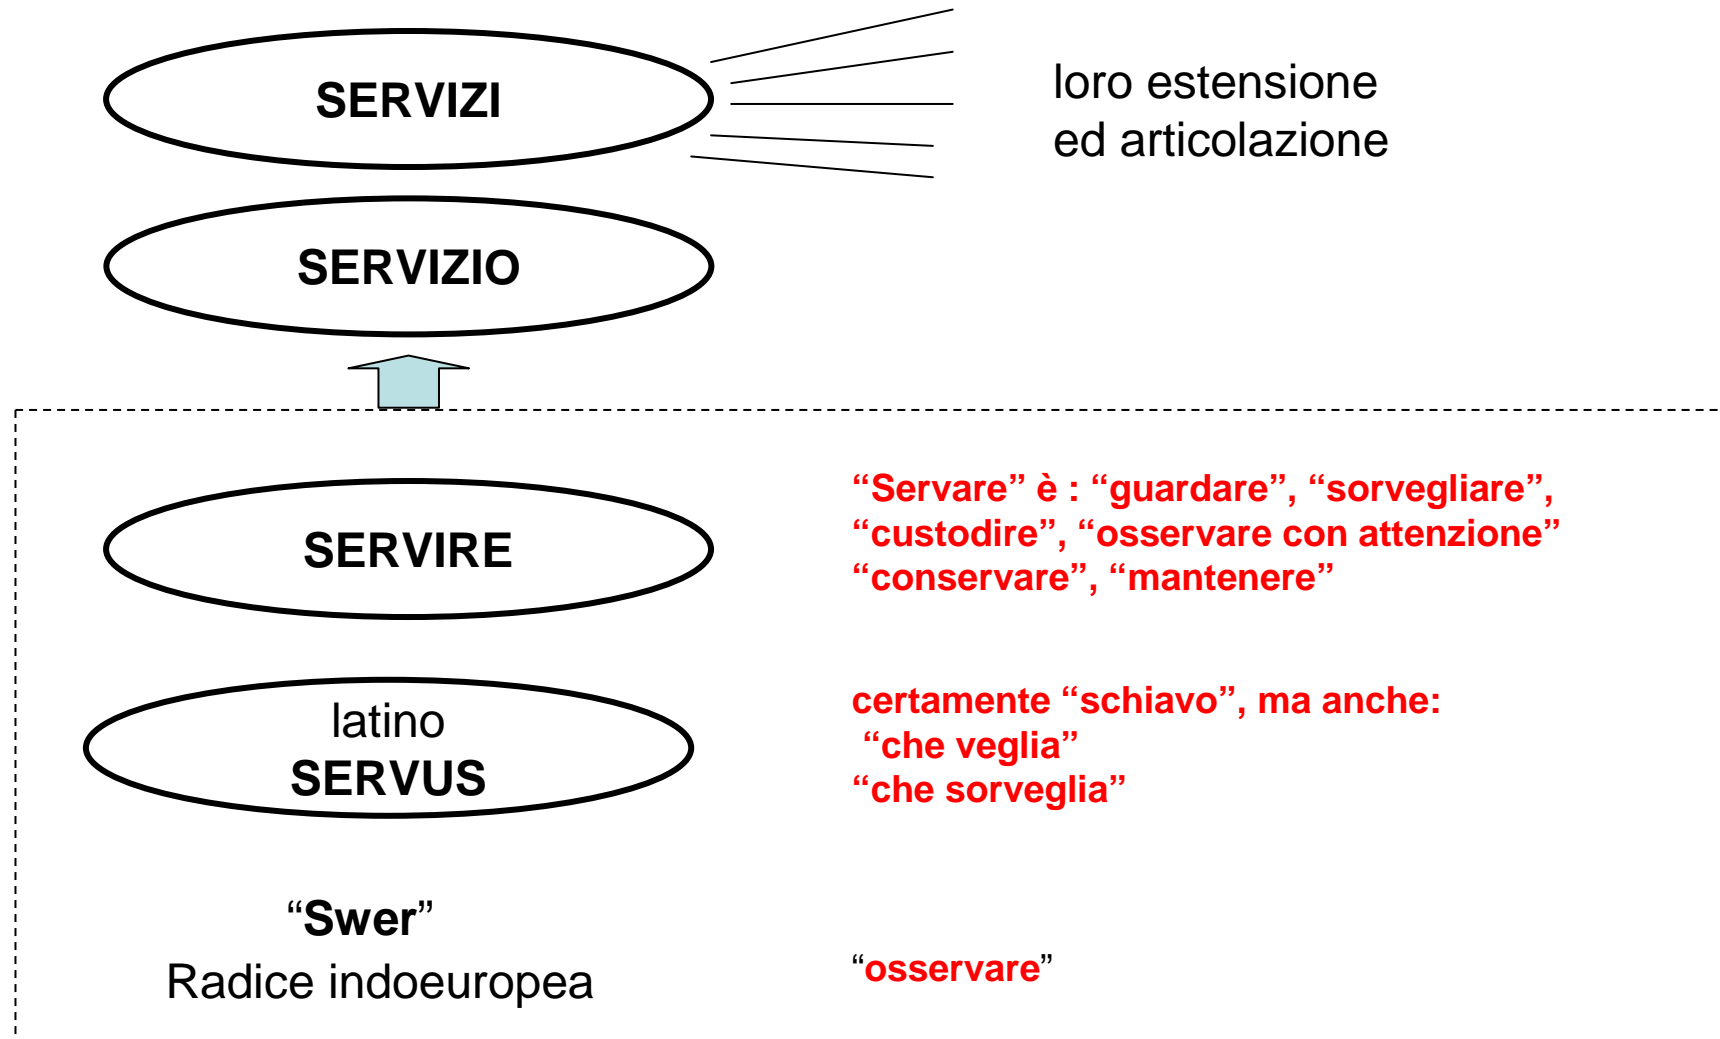 SERVIZI
loro estensione
ed articolazione
SERVIZIO
SERVIRE
“Servare” è : “guardare”, “sorvegliare”,
“custodire”, “osservare con attenzione”
“conservare”, “mantenere”
latino
SERVUS
certamente “schiavo”, ma anche:
“che veglia”
“che sorveglia”
“Swer”
Radice indoeuropea
“osservare”